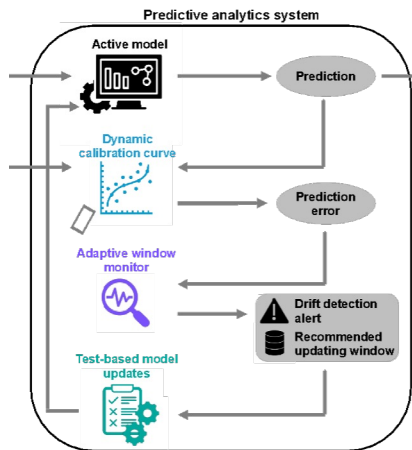 Predictive analytics system
Active model
Prediction
Dynamic
calibration curve
Prediction
error
Adaptive window
monitor
Drift detection
alert
Recommended
updating window
Test-based model
updates